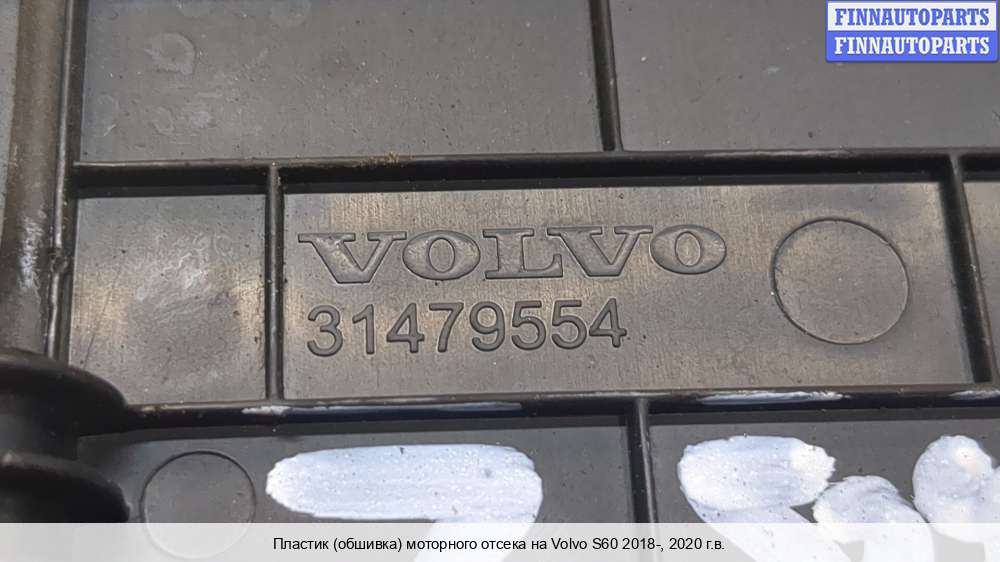 FINNAUTOPARTS
FINNAUTOPARTS
VOLVO
31479554
Пластик (обшивка) моторного отсека на Volvo S60 2018-, 2020 г.в.